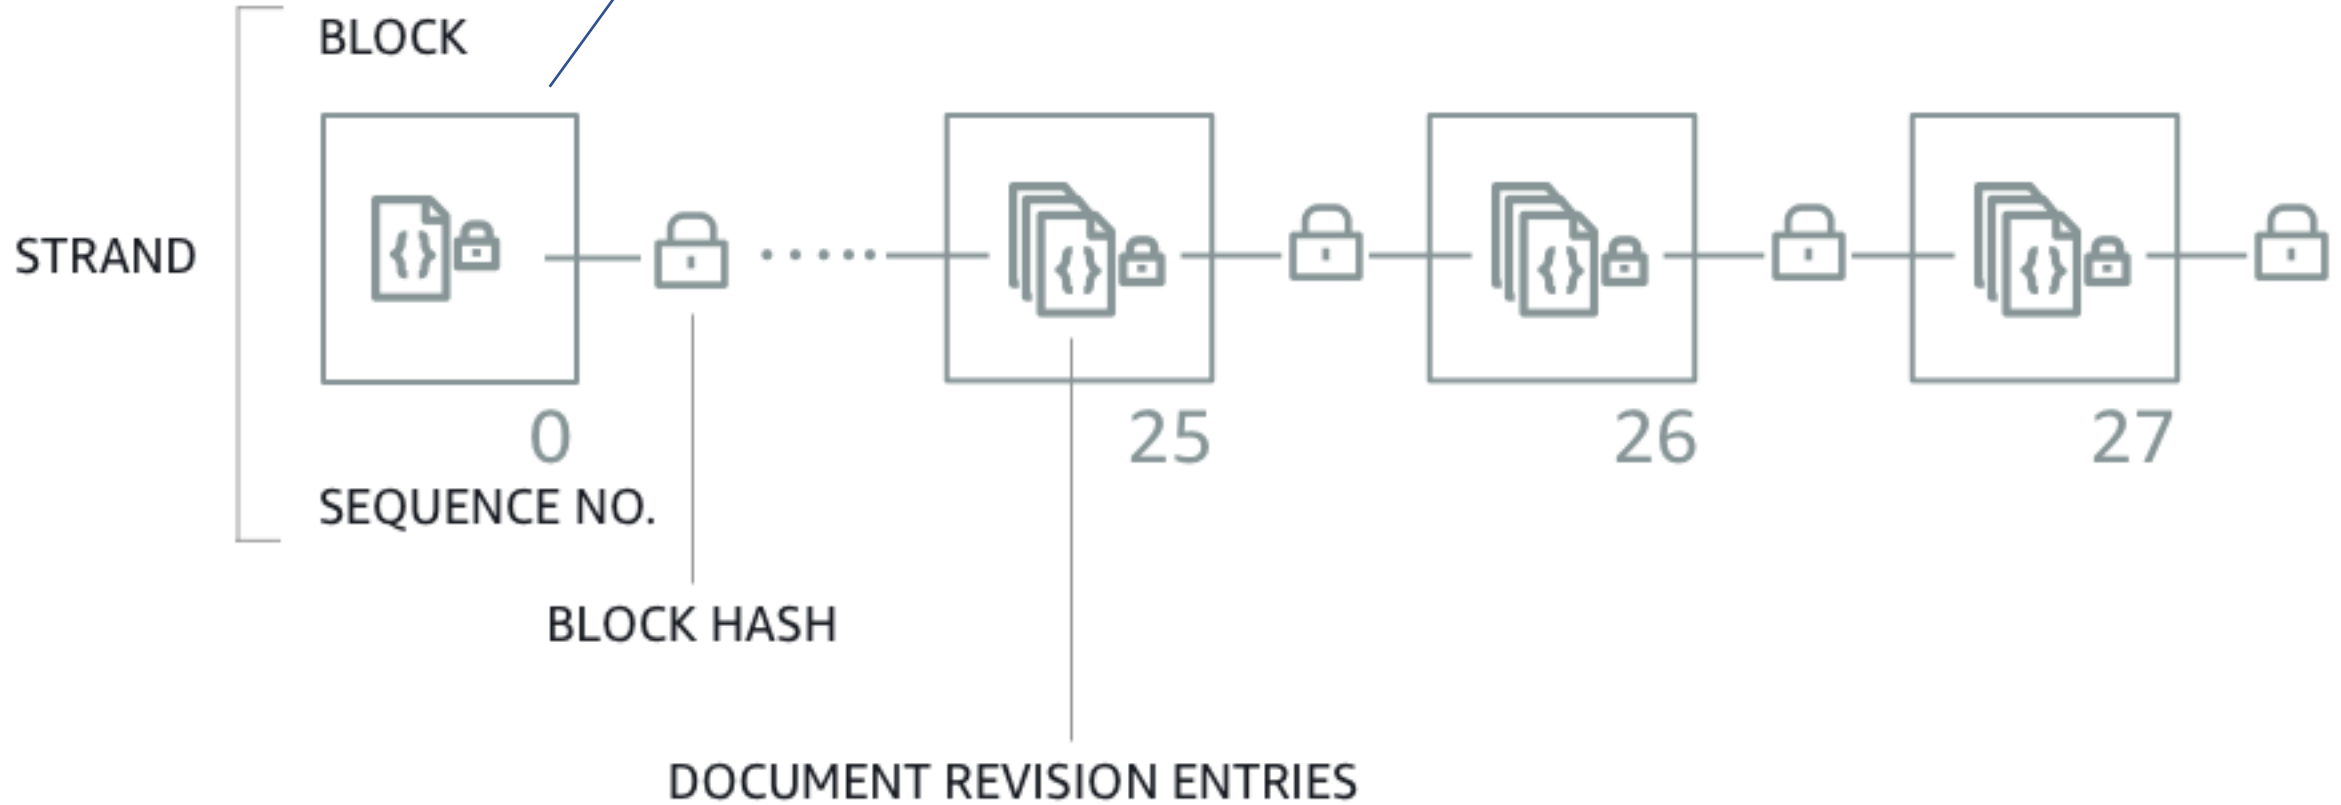 BLOCK
STRAND
{}
{}
{}
{}
0
25
26
27
SEQUENCE NO.
BLOCK HASH
DOCUMENT REVISION ENTRIES